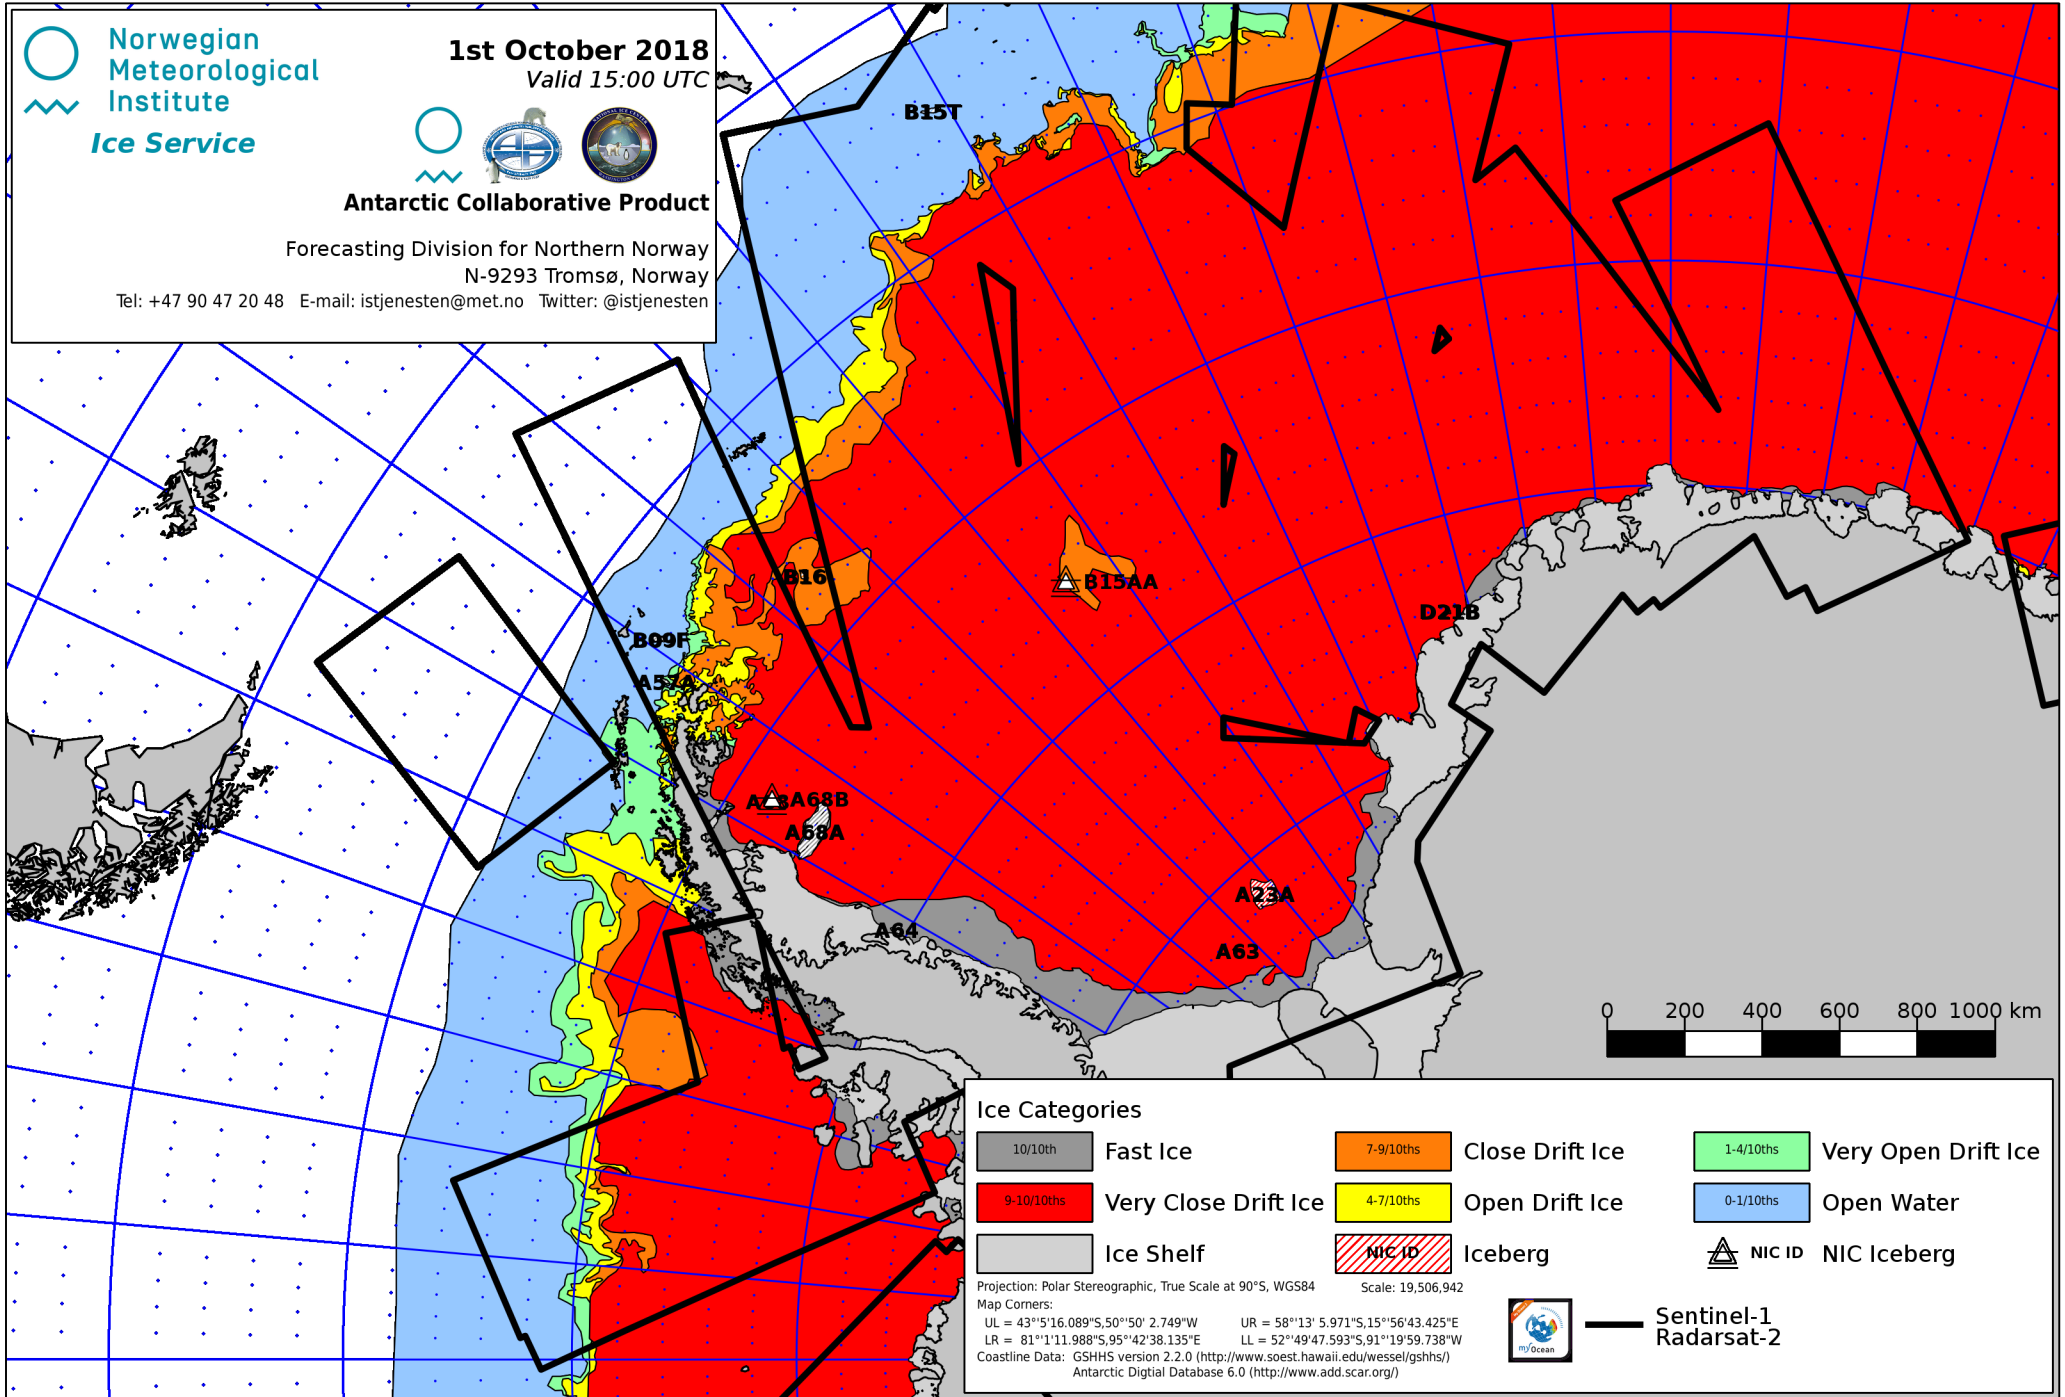 Norwegian
Meteorological
Institute
Ice Service
1st October 2018
Valid 15:00 UTC
Antarctic Collaborative Product
Forecasting Division for Northern Norway
N-9293 Tromsø, Norway
Tel: +47 90 47 20 48 E-mail: istjenesten@met.no Twitter: @istjenesten
B15T
B16
B15AA
D21B
B09F
A57A
A68B
A68A
A23A
A64
A63
0 200 400 600 800 1000 km
Ice Categories
10/10th Fast Ice
7-9/10ths Close Drift Ice
1-4/10ths Very Open Drift Ice
9-10/10ths Very Close Drift Ice
4-7/10ths Open Drift Ice
0-1/10ths Open Water
Ice Shelf
NIC ID Iceberg
NIC ID NIC Iceberg
Projection: Polar Stereographic, True Scale at 90°S, WGS84 Scale: 19,506,942
Map Corners:
UL = 43°'5'16.089"S,50°'50' 2.749"W UR = 58°'13' 5.971"S,15°'56'43.425"E
LR = 81°'1'11.988"S,95°'42'38.135"E LL = 52°'49'47.593"S,91°'19'59.738"W
Coastline Data: GSHHS version 2.2.0 (http://www.soest.hawaii.edu/wessel/gshhs/)
Antarctic Digtial Database 6.0 (http://www.add.scar.org/)
myOcean
Sentinel-1
Radarsat-2